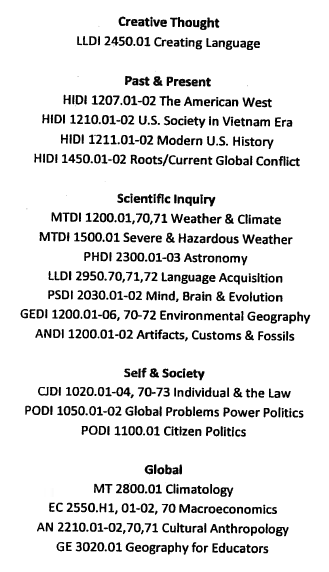 Creative Thought
LLDI 2450.01 Creating Language
Past & Present
HIDI 1207.01-02 The American West
HIDI 1210.01-02 U.S. Society in Vietnam Era
HIDI 1211.01-02 Modern U.S. History
HIDI 1450.01-02 Roots/Current Global Conflict
Scientific Inquiry
MTDI 1200.01,70,71 Weather & Climate
MTDI 1500.01 Severe & Hazardous Weather
PHDI 2300.01-03 Astronomy
LLDI 2950.70,71,72 Language Acquisition
PSDI 2030.01-02 Mind, Brain & Evolution
GEDI 1200.01-06, 70-72 Environmental Geography
ANDI 1200.01-02 Artifacts, Customs & Fossils
Self & Society
CJDI 1020.01-04, 70-73 Individual & the Law
PODI 1050.01-02 Global Problems Power Politics
PODI 1100.01 Citizen Politics
Global
MT 2800.01 Climatology
EC 2550.H1, 01-02, 70 Macroeconomics
AN 2210.01-02,70,71 Cultural Anthropology
GE 3020.01 Geography for Educators